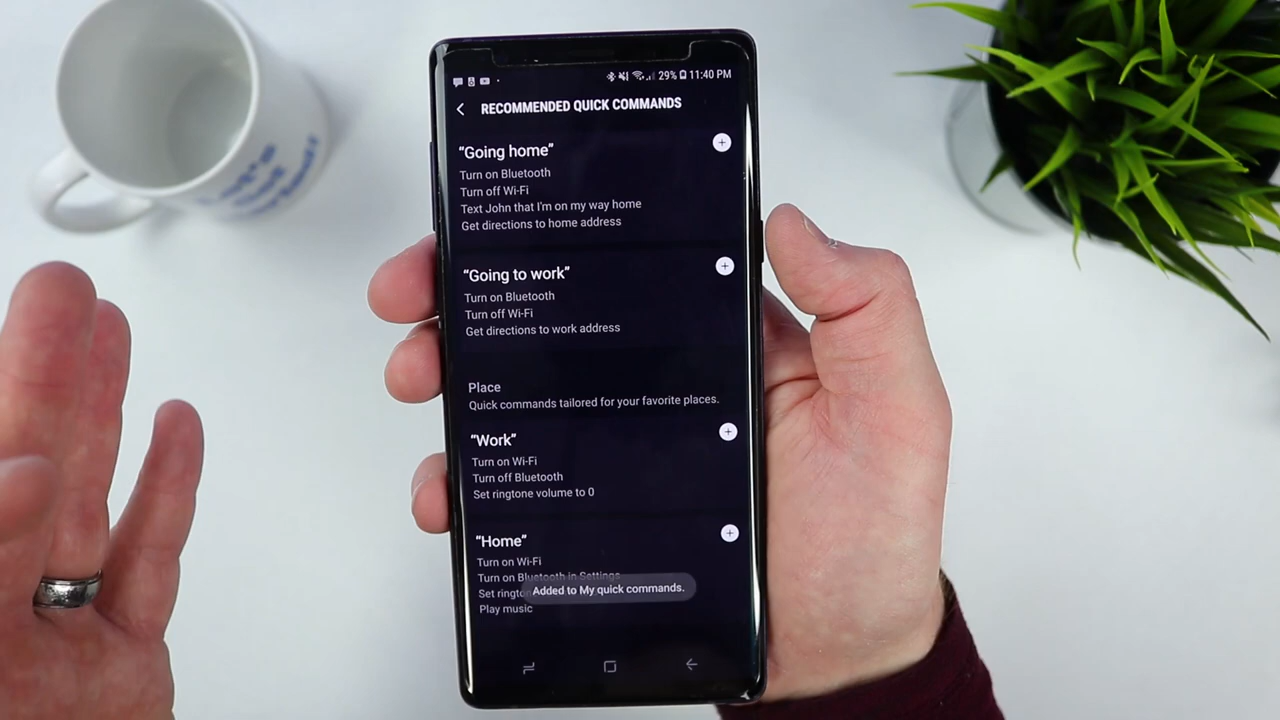 29% 11:40 PM
RECOMMENDED QUICK COMMANDS
“Going home”
Turn on Bluetooth
Turn off Wi-Fi
Text John that I'm on my way home
Get directions to home address
“Going to work”
Turn on Bluetooth
Turn off Wi-Fi
Get directions to work address
Place
Quick commands tailored for your favorite places.
“Work”
Turn on Wi-Fi
Turn off Bluetooth
Set ringtone volume to 0
“Home”
Turn on Wi-Fi
Turn on Bluetooth in Settings
Set
Added to My quick commands.
Play music
Let's